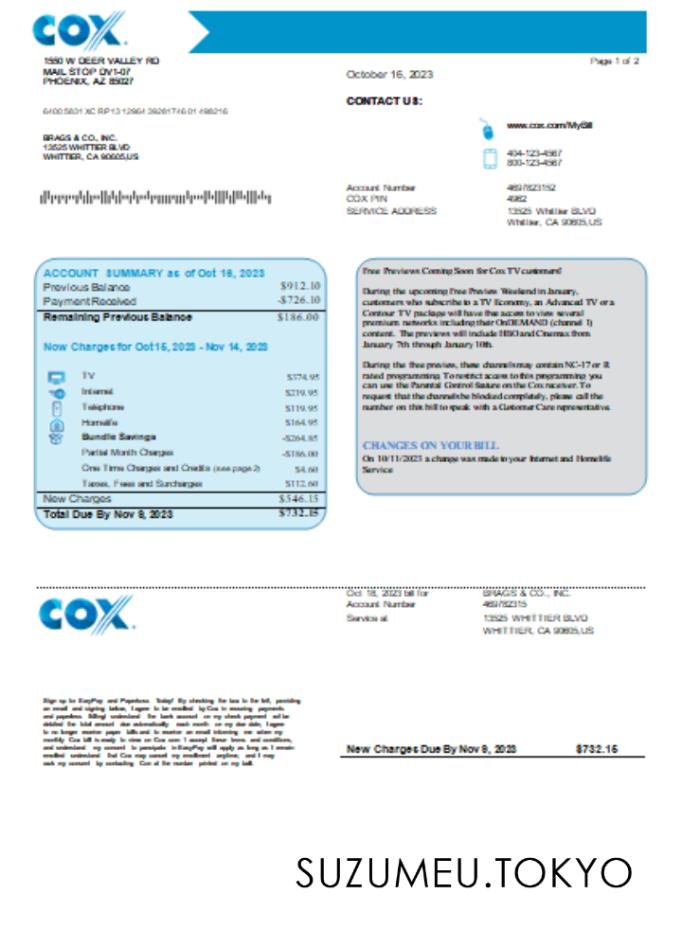 COX
1550 W DEER VALLEY RD
MAIL STOP DV1-07
PHOENIX, AZ 85027
Page 1 of 2
October 16, 2023
CONTACT US:
www.cox.com/MyBill
404-123-4567
800-123-4567
BRAGS & CO., INC.
13525 WHITTIER BLVD
WHITTIER, CA 90605,US
Account Number 4697823152
COX PIN 4962
SERVICE ADDRESS 13525 Whittier BLVD
Whittier, CA 90605,US
ACCOUNT SUMMARY as of Oct 16, 2023
Previous Balance $912.10
Payment Received -$726.10
Remaining Previous Balance $186.00
Now Charges for Oct 15, 2023 - Nov 14, 2023
TV $374.95
Internet $219.95
Telephone $119.95
Homelife $164.95
Bundle Savings -$264.85
Partial Month Charges -$186.00
One Time Charges and Credits (see page 2) $4.60
Taxes, Fees and Surcharges $112.60
New Charges $546.15
Total Due By Nov 9, 2023 $732.15
Free Previews Coming Soon for Cox TV customers!
During the upcoming Free Preview Weekend in January,
customers who subscribe to a TV Economy, an Advanced TV or a
Contour TV package will have free access to view several
premium networks including their OnDEMAND (channel 1)
content. The previews will include HBO and Cinemax from
January 7th through January 10th.
During the free preview, these channels may contain NC-17 or R
rated programming. To restrict access to this programming you
can use the Parental Control feature on the Cox receiver. To
request that the channels be blocked completely, please call the
number on this bill to speak with a Customer Care representative.
CHANGES ON YOUR BILL
On 10/11/2023 a change was made to your Internet and Homelife
Service
COX
Oct 18, 2023 bill for BRAGS & CO., INC.
Account Number 469782315
Service at 13525 WHITTIER BLVD
WHITTIER, CA 90605,US
Sign up for EasyPay and Paperless Today! By checking the box to the bill, providing
an email and signing below, I agree to be enrolled by Cox in recurring payments
and paperless billing! understand the bank account on my check payment will be
debited the total amount due automatically each month on my due date, I agree
to no longer receive paper bills and to receive an email informing me when my
monthly Cox bill is ready to view on Cox com I accept these terms and conditions,
and understand my consent to participate in EasyPay will apply as long as I remain
enrolled understand that Cox may cancel my enrollment anytime, and I may
my consent by contacting Cox at the number printed on my bill.
New Charges Due By Nov 9, 2023 $732.15
SUZUMEU.TOKYO